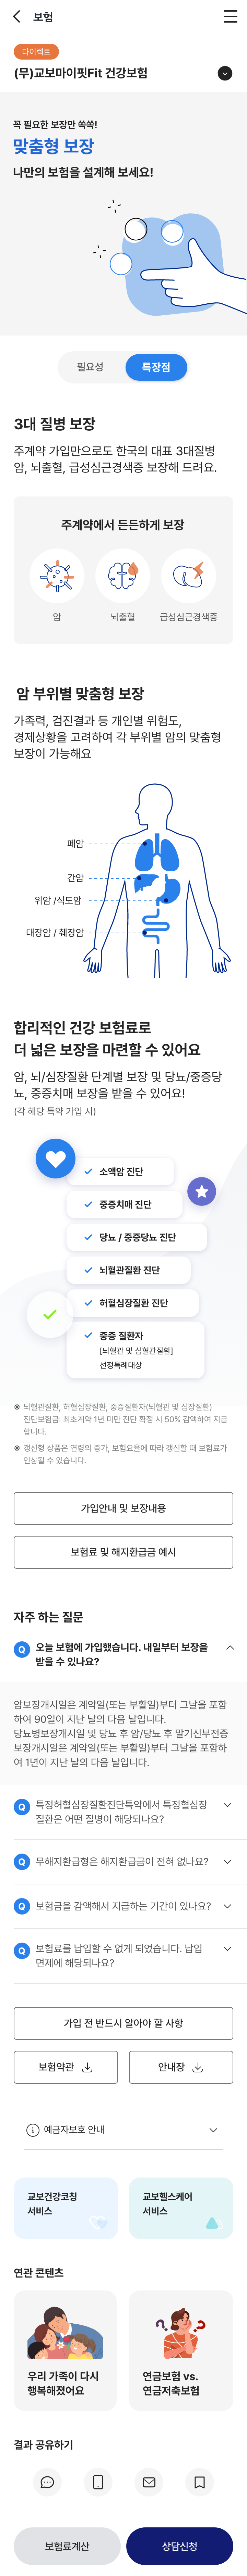 보험
다이렉트
(무)교보마이핏Fit 건강보험
꼭 필요한 보장만 쏙쏙!
맞춤형 보장
나만의 보험을 설계해 보세요!
필요성
특장점
3대 질병 보장
주계약 가입만으로도 한국의 대표 3대질병
암, 뇌출혈, 급성심근경색증 보장해 드려요.
주계약에서 든든하게 보장
암
뇌출혈
급성심근경색증
암 부위별 맞춤형 보장
가족력, 검진결과 등 개인별 위험도,
경제상황을 고려하여 각 부위별 암의 맞춤형
보장이 가능해요
폐암
간암
위암 /식도암
대장암 / 췌장암
합리적인 건강 보험료로
더 넓은 보장을 마련할 수 있어요
암, 뇌/심장질환 단계별 보장 및 당뇨/중증당
뇨, 중증치매 보장을 받을 수 있어요!
(각 해당 특약 가입 시)
소액암 진단
중증치매 진단
당뇨 / 중증당뇨 진단
뇌혈관질환 진단
허혈심장질환 진단
중증 질환자
[뇌혈관 및 심혈관질환]
선정특례대상
※ 뇌혈관질환, 허혈심장질환, 중증질환자(뇌혈관 및 심장질환)
진단보험금: 최초계약 1년 미만 진단 확정 시 50% 감액하여 지급
합니다.
※ 갱신형 상품은 연령의 증가, 보험요율에 따라 갱신할 때 보험료가
인상될 수 있습니다.
가입안내 및 보장내용
보험료 및 해지환급금 예시
자주 하는 질문
Q 오늘 보험에 가입했습니다. 내일부터 보장을
받을 수 있나요?
암보장개시일은 계약일(또는 부활일)부터 그날을 포함
하여 90일이 지난 날의 다음 날입니다.
당뇨병보장개시일 및 당뇨 후 암/당뇨 후 말기신부전증
보장개시일은 계약일(또는 부활일)부터 그날을 포함하
여 1년이 지난 날의 다음 날입니다.
Q 특정허혈심장질환진단특약에서 특정혈심장
질환은 어떤 질병이 해당되나요?
Q 무해지환급형은 해지환급금이 전혀 없나요?
Q 보험금을 감액해서 지급하는 기간이 있나요?
Q 보험료를 납입할 수 없게 되었습니다. 납입
면제에 해당되나요?
가입 전 반드시 알아야 할 사항
보험약관
안내장
예금자보호 안내
교보건강코칭
서비스
교보헬스케어
서비스
연관 콘텐츠
우리 가족이 다시
행복해졌어요
연금보험 vs.
연금저축보험
결과 공유하기
보험료계산
상담신청